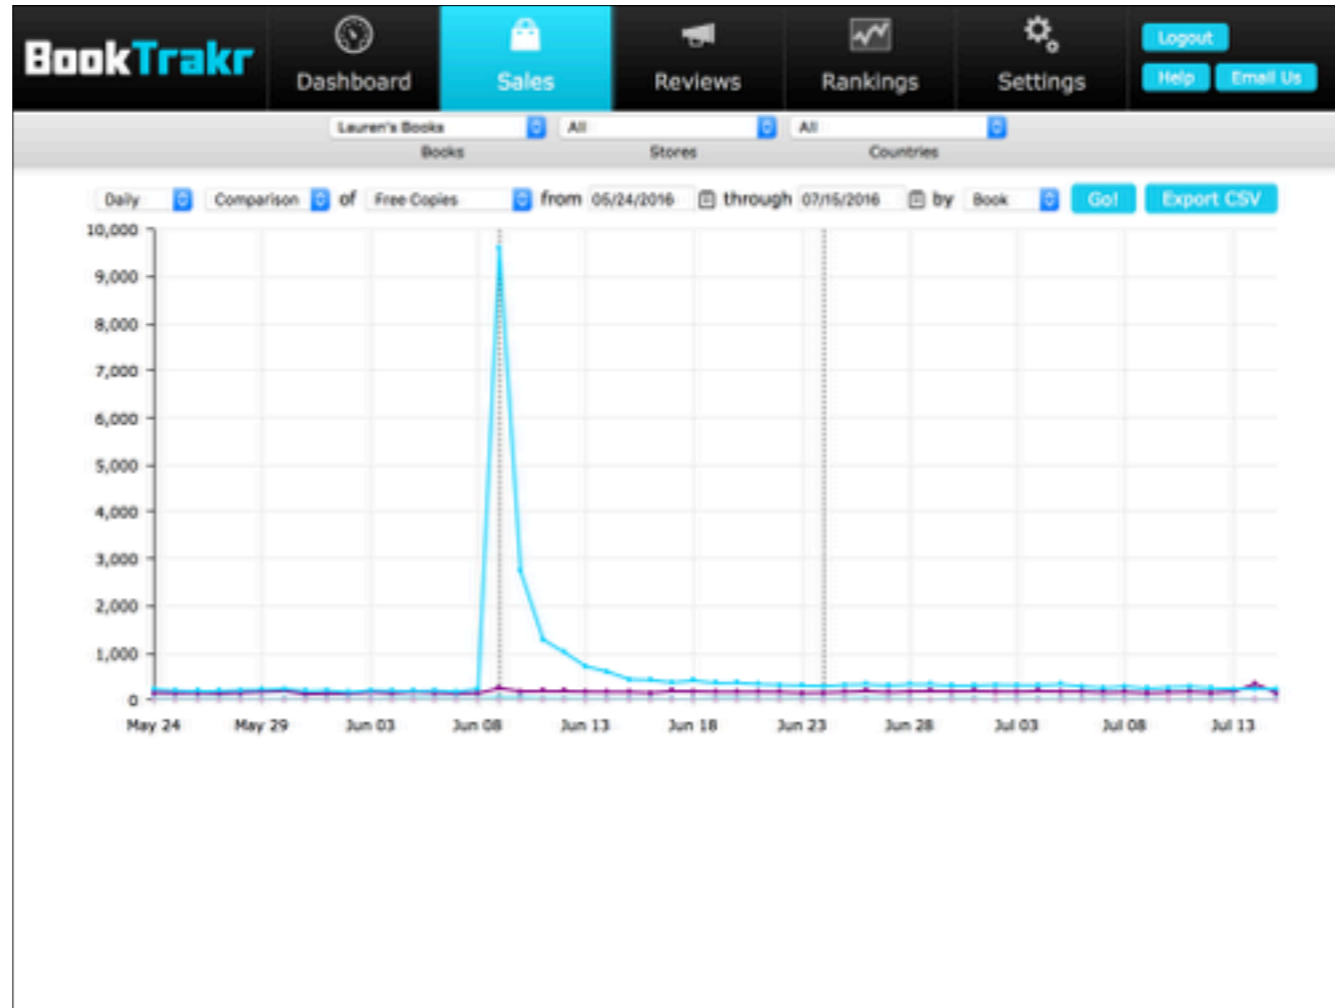 BookTrakr
Dashboard
Sales
Reviews
Rankings
Settings
Logout
Help
Email Us
Lauren's Books
All
All
Books
Stores
Countries
Daily Comparison of Free Copies from 05/24/2016 through 07/15/2016 by Book Go! Export CSV
10,000
9,000
8,000
7,000
6,000
5,000
4,000
3,000
2,000
1,000
0
May 24 May 29 Jun 03 Jun 08 Jun 13 Jun 18 Jun 23 Jun 28 Jul 03 Jul 08 Jul 13